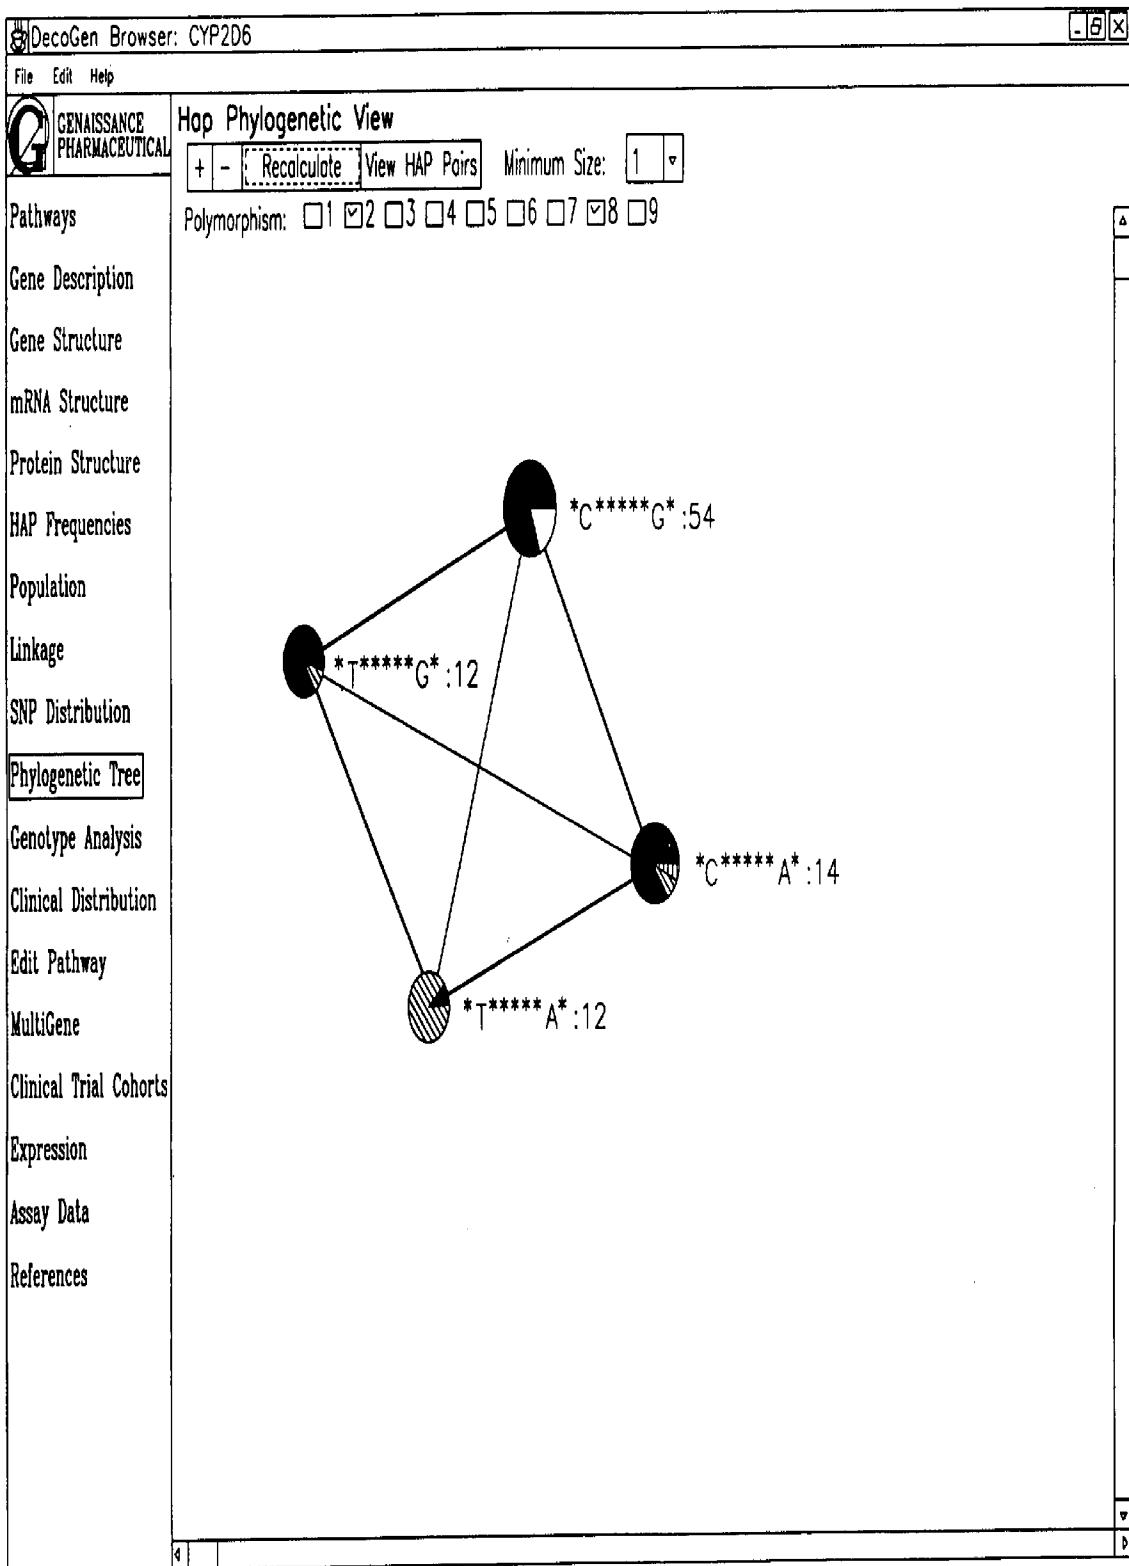 DecoGen Browser: CYP2D6
File Edit Help
G GENAISSANCE
PHARMACEUTICAL
Hap Phylogenetic View
+ - Recalculate View HAP Pairs Minimum Size: 1
Polymorphism: 1 2 3 4 5 6 7 8 9
Pathways
Gene Description
Gene Structure
mRNA Structure
Protein Structure
HAP Frequencies
Population
Linkage
SNP Distribution
Phylogenetic Tree
Genotype Analysis
Clinical Distribution
Edit Pathway
MultiGene
Clinical Trial Cohorts
Expression
Assay Data
References
*C*****G*:54
*T*****G*:12
*C*****A*:14
*T*****A*:12